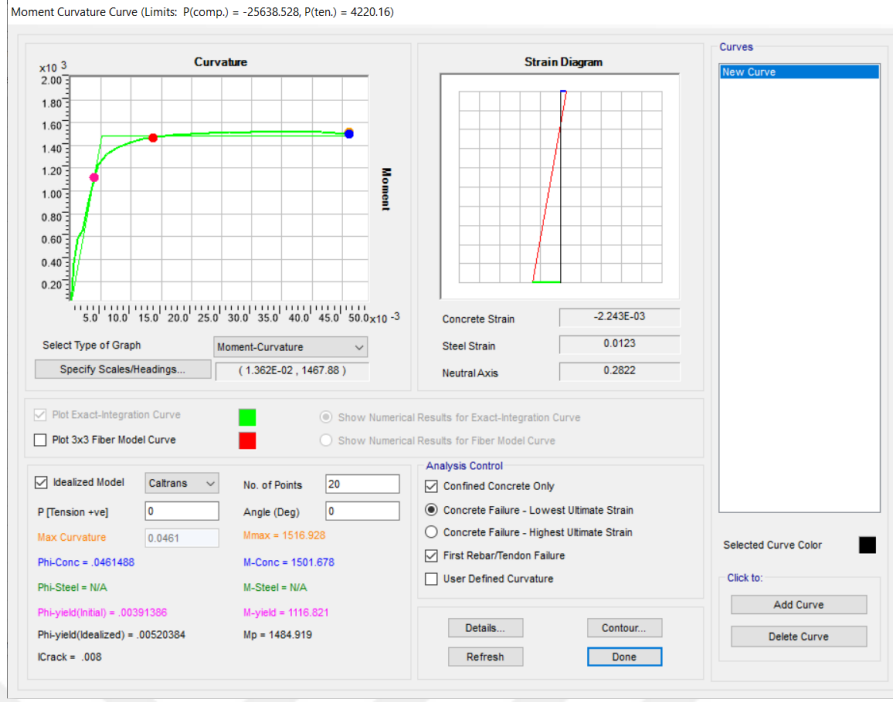 Moment Curvature Curve (Limits:  P(comp.) = -25638.528, P(ten.) = 4220.16)
Curvature
x10 3
2.00
1.80
1.60
1.40
1.20
1.00
0.80
0.60
0.40
0.20
Moment
5.0 10.0 15.0 20.0 25.0 30.0 35.0 40.0 45.0 50.0 x10 -3
Select Type of Graph
Moment-Curvature
Specify Scales/Headings...
( 1.362E-02 , 1467.88 )
Strain Diagram
Concrete Strain
-2.243E-03
Steel Strain
0.0123
Neutral Axis
0.2822
Curves
New Curve
Plot Exact-Integration Curve
Show Numerical Results for Exact-Integration Curve
Plot 3x3 Fiber Model Curve
Show Numerical Results for Fiber Model Curve
Idealized Model
Caltrans
No. of Points
20
P [Tension +ve]
0
Angle (Deg)
0
Max Curvature
0.0461
Mmax = 1516.928
Phi-Conc = .0461488
M-Conc = 1501.678
Phi-Steel = N/A
M-Steel = N/A
Phi-yield(Initial) = .00391386
M-yield = 1116.821
Phi-yield(Idealized) = .00520384
Mp = 1484.919
ICrack =  .008
Analysis Control
Confined Concrete Only
Concrete Failure - Lowest Ultimate Strain
Concrete Failure - Highest Ultimate Strain
First Rebar/Tendon Failure
User Defined Curvature
Details...
Contour...
Refresh
Done
Selected Curve Color
Click to:
Add Curve
Delete Curve